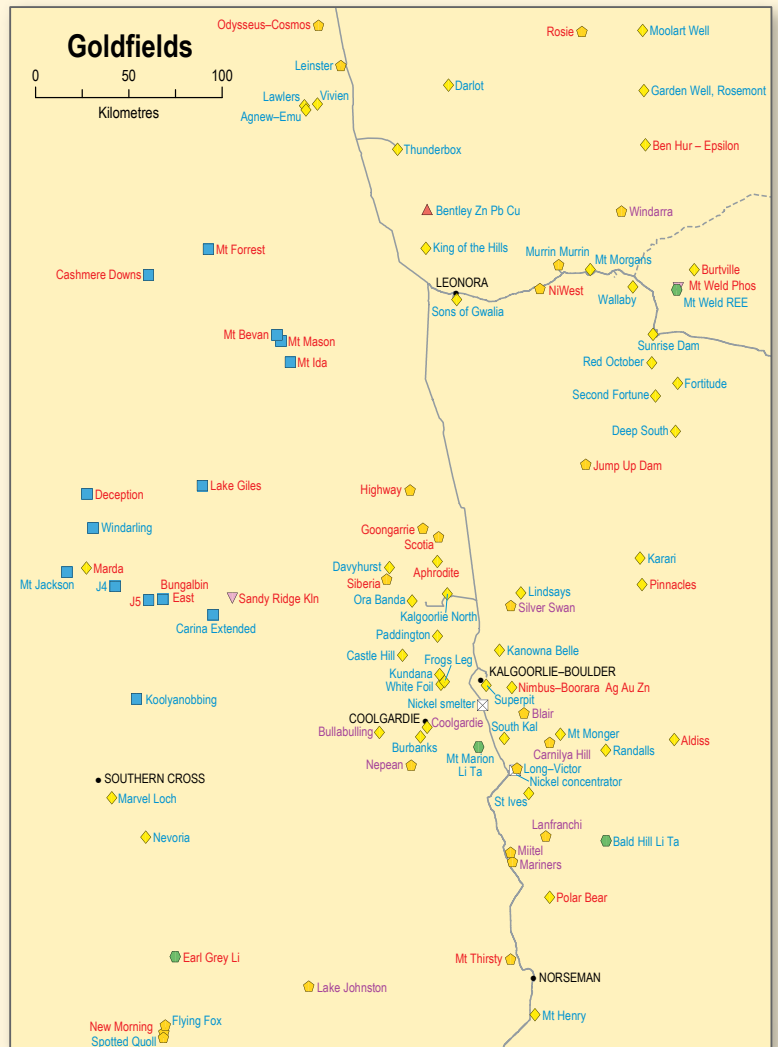 Goldfields
0 50 100
Kilometres
Odysseus–Cosmos
Rosie
Moolart Well
Leinster
Darlot
Garden Well, Rosemont
Lawlers
Vivien
Agnew–Emu
Thunderbox
Ben Hur – Epsilon
Bentley Zn Pb Cu
Windarra
Mt Forrest
King of the Hills
Murrin Murrin
Mt Morgans
Cashmere Downs
Burtville
LEONORA
NiWest
Mt Weld Phos
Wallaby
Mt Weld REE
Sons of Gwalia
Mt Bevan
Mt Mason
Sunrise Dam
Mt Ida
Red October
Fortitude
Second Fortune
Deep South
Jump Up Dam
Lake Giles
Deception
Highway
Windarling
Goongarrie
Scotia
Karari
Marda
Davyhurst
Aphrodite
Mt Jackson
J4
Bungalbin
East
Siberia
Pinnacles
J5
Sandy Ridge Kln
Ora Banda
Lindsays
Silver Swan
Carina Extended
Kalgoorlie North
Paddington
Castle Hill
Frogs Leg
Kanowna Belle
Kundana
KALGOORLIE–BOULDER
White Foil
Nimbus–Boorara Ag Au Zn
Koolyanobbing
Nickel smelter
Superpit
Blair
COOLGARDIE
Coolgardie
South Kal
Bullabulling
Mt Monger
Aldiss
Burbanks
Carnilya Hill
Randalls
Mt Marion
Li Ta
Nepean
Long–Victor
SOUTHERN CROSS
Nickel concentrator
Marvel Loch
St Ives
Lanfranchi
Nevoria
Bald Hill Li Ta
Miitel
Mariners
Polar Bear
Earl Grey Li
Mt Thirsty
NORSEMAN
Lake Johnston
Mt Henry
New Morning
Flying Fox
Spotted Quoll